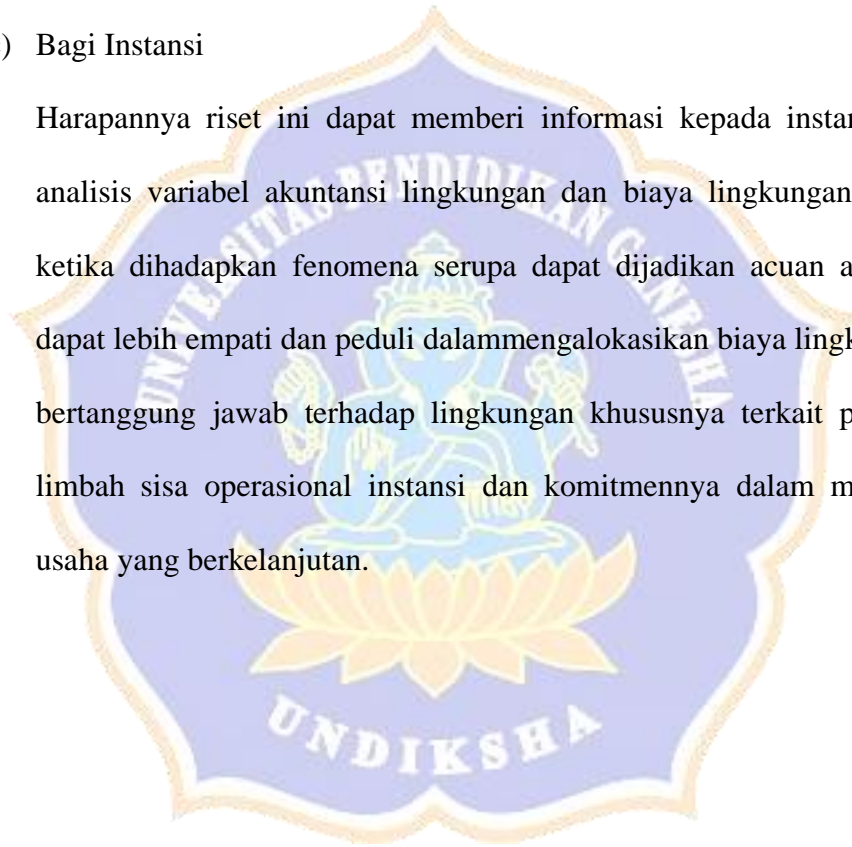 ) Bagi Instansi
Harapannya riset ini dapat memberi informasi kepada
analisis variabel akuntansi lingkungan dan biaya lingkungan
ketika dihadapkan fenomena serupa dapat dijadikan acuan
dapat lebih empati dan peduli dalammengalokasikan biaya
bertanggung jawab terhadap lingkungan khususnya terkait
limbah sisa operasional instansi dan komitmennya dalam
usaha yang berkelanjutan.
UNIVERSITAS PENDIDIKAN GANESHA
UNDIKSHA